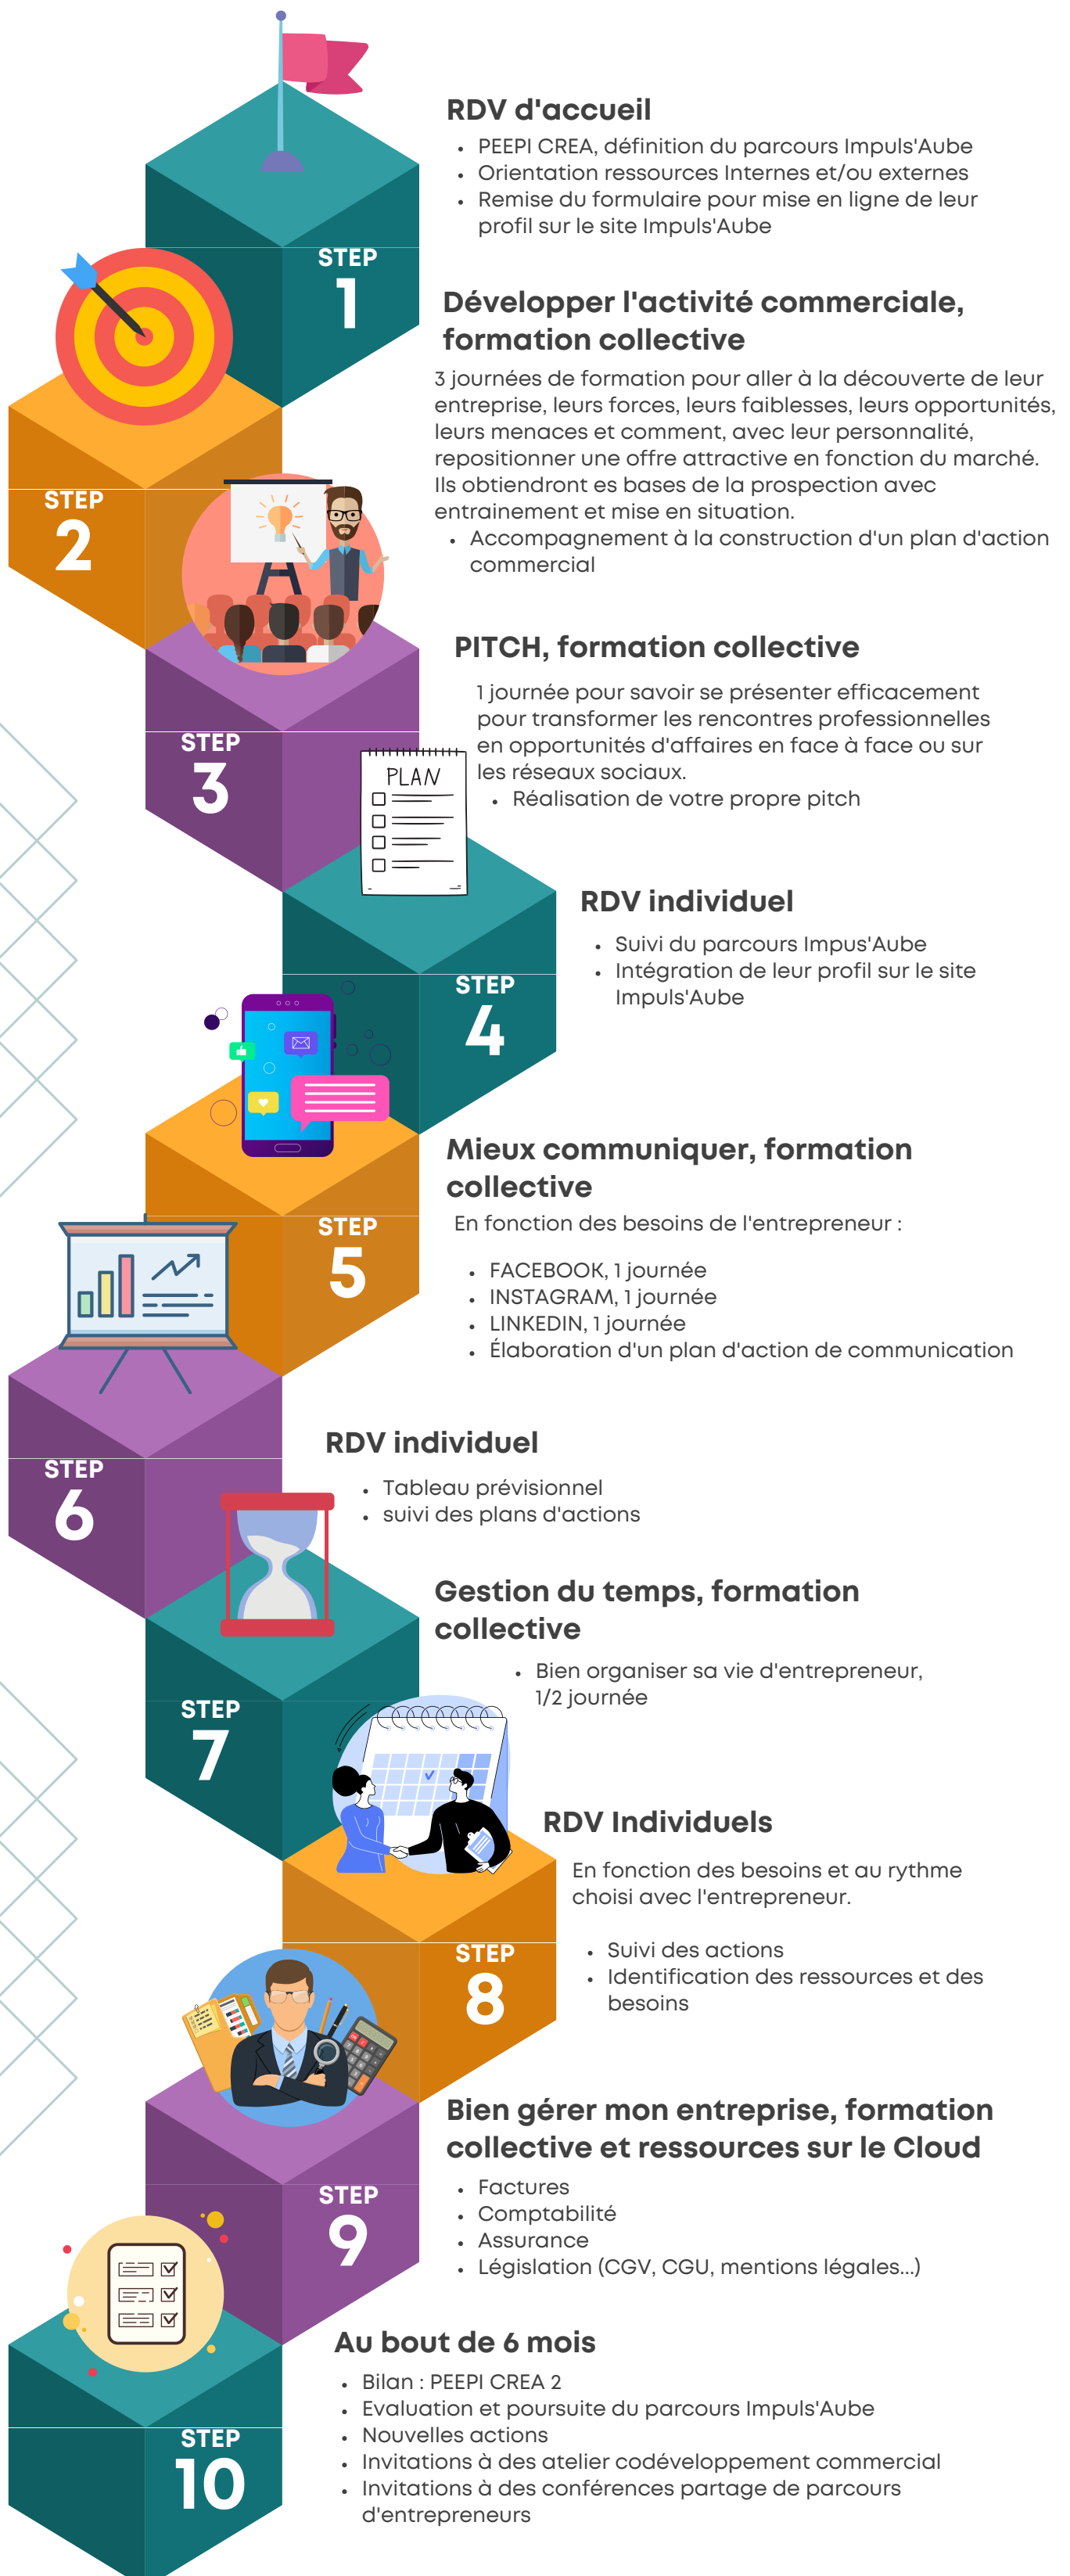 RDV d'accueil
• PEEPI CREA, définition du parcours Impuls'Aube
• Orientation ressources Internes et/ou externes
• Remise du formulaire pour mise en ligne de leur
profil sur le site Impuls'Aube
STEP
1
Développer l'activité commerciale,
formation collective
3 journées de formation pour aller à la découverte de leur
entreprise, leurs forces, leurs faiblesses, leurs opportunités,
leurs menaces et comment, avec leur personnalité,
repositionner une offre attractive en fonction du marché.
Ils obtiendront es bases de la prospection avec
entrainement et mise en situation.
• Accompagnement à la construction d'un plan d'action
commercial
STEP
2
PITCH, formation collective
1 journée pour savoir se présenter efficacement
pour transformer les rencontres professionnelles
en opportunités d'affaires en face à face ou sur
les réseaux sociaux.
• Réalisation de votre propre pitch
STEP
3
PLAN
RDV individuel
• Suivi du parcours Impus'Aube
• Intégration de leur profil sur le site
Impuls'Aube
STEP
4
Mieux communiquer, formation
collective
En fonction des besoins de l'entrepreneur :
• FACEBOOK, 1 journée
• INSTAGRAM, 1 journée
• LINKEDIN, 1 journée
• Élaboration d'un plan d'action de communication
STEP
5
RDV individuel
• Tableau prévisionnel
• suivi des plans d'actions
STEP
6
Gestion du temps, formation
collective
• Bien organiser sa vie d'entrepreneur,
1/2 journée
STEP
7
RDV Individuels
En fonction des besoins et au rythme
choisi avec l'entrepreneur.
• Suivi des actions
• Identification des ressources et des
besoins
STEP
8
Bien gérer mon entreprise, formation
collective et ressources sur le Cloud
• Factures
• Comptabilité
• Assurance
• Législation (CGV, CGU, mentions légales...)
STEP
9
Au bout de 6 mois
• Bilan : PEEPI CREA 2
• Evaluation et poursuite du parcours Impuls'Aube
• Nouvelles actions
• Invitations à des atelier codéveloppement commercial
• Invitations à des conférences partage de parcours
d'entrepreneurs
STEP
10